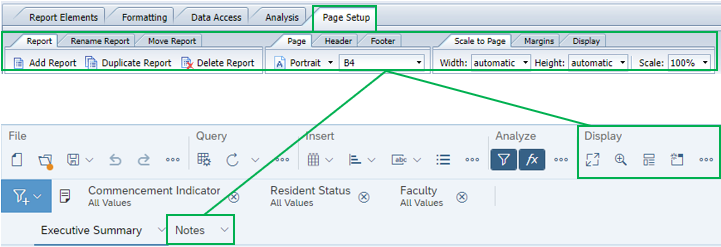 Report Elements Formatting Data Access Analysis Page Setup
Report Rename Report Move Report Page Header Footer Scale to Page Margins Display
Add Report Duplicate Report Delete Report A Portrait B4 Width: automatic Height: automatic Scale: 100%
File Query Insert Analyze Display
abc fx
Commencement Indicator Resident Status Faculty
All Values All Values All Values
Executive Summary Notes